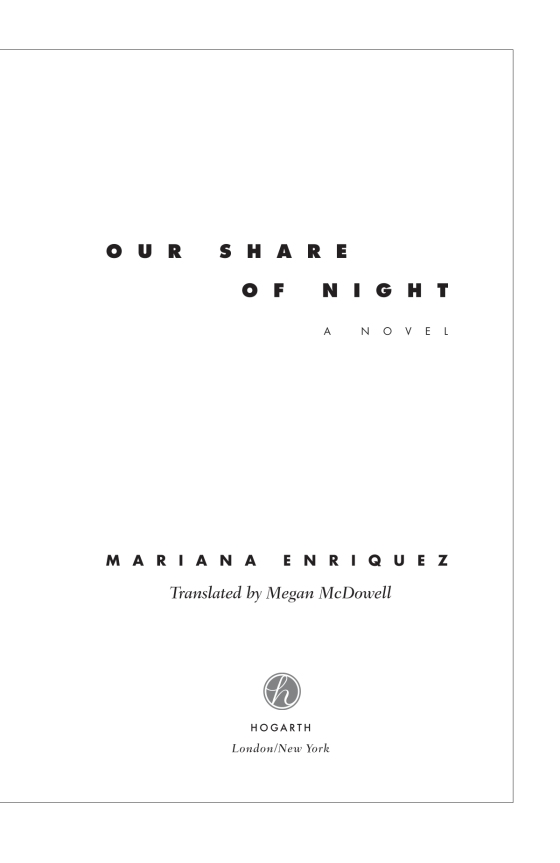 OUR SHARE
OF NIGHT
A NOVEL
MARIANA ENRIQUEZ
Translated by Megan McDowell
h
HOGARTH
London/New York